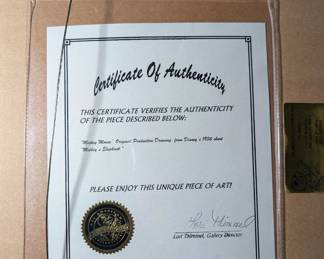 Certificate Of Authenticity
THIS CERTIFICATE VERIFIES THE AUTHENTICITY
OF THE PIECE DESCRIBED BELOW:
"Mickey Mouse" Original Production Drawing from Disney's 1936 short
"Mickey's Elephant."
PLEASE ENJOY THIS UNIQUE PIECE OF ART!
Lori Thimmel, Gallery Director